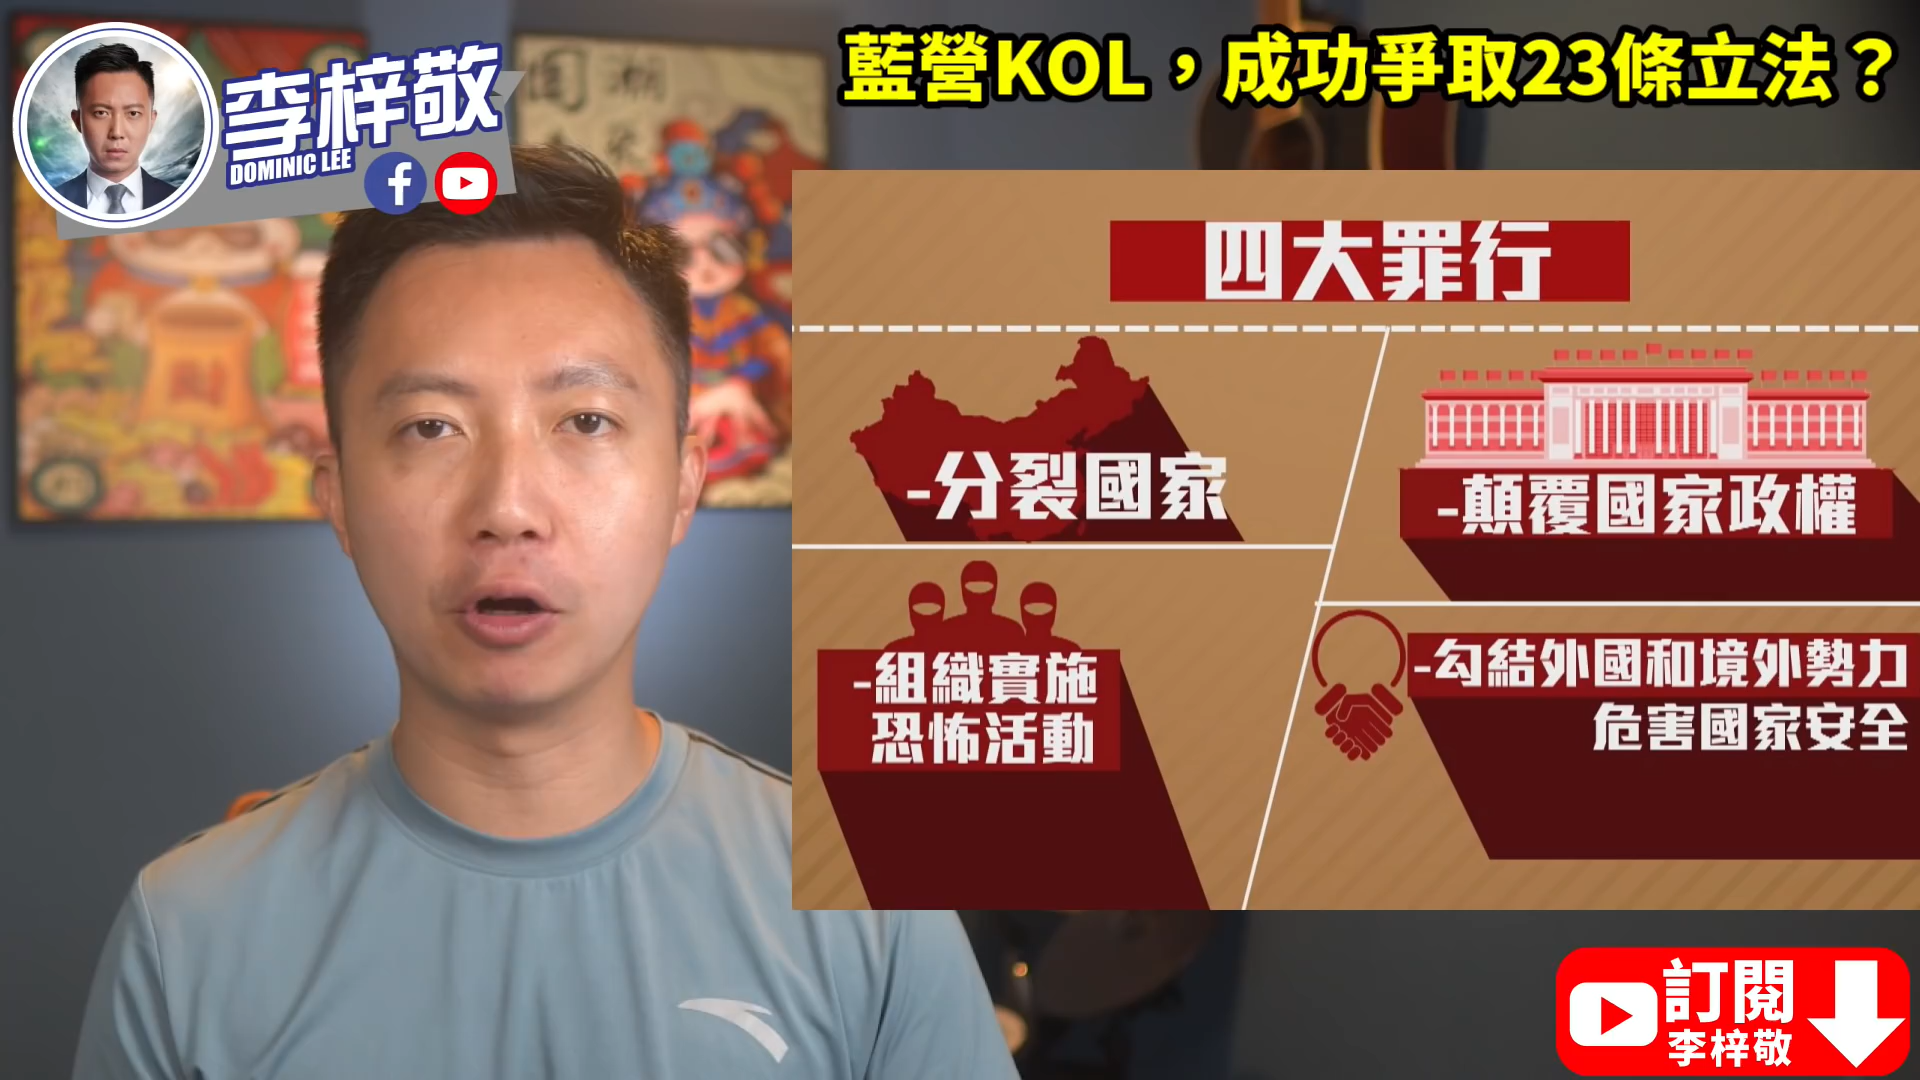 李梓敬
DOMINIC LEE
藍營KOL，成功爭取23條立法？
四大罪行
-分裂國家
-顛覆國家政權
-組織實施
恐怖活動
-勾結外國和境外勢力
危害國家安全
訂閱
李梓敬